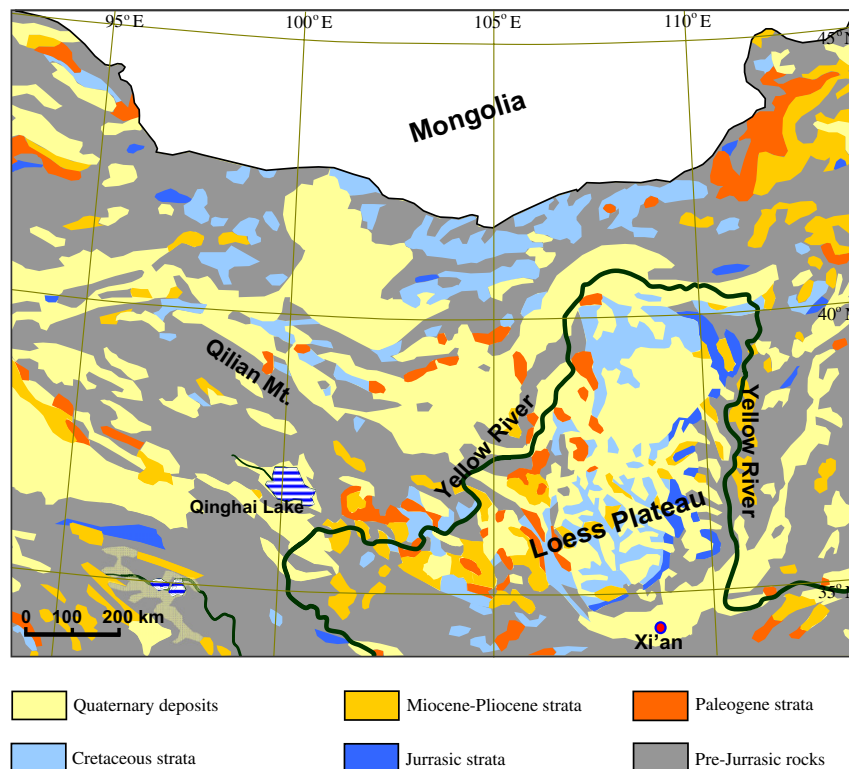 95°E 100°E 105°E 110°E
45°N
Mongolia
40°N
Qilian Mt.
Yellow River
Yellow River
Qinghai Lake
Loess Plateau
35°N
0 100 200 km
Xi'an
Quaternary deposits Miocene-Pliocene strata Paleogene strata
Cretaceous strata Jurrasic strata Pre-Jurrasic rocks